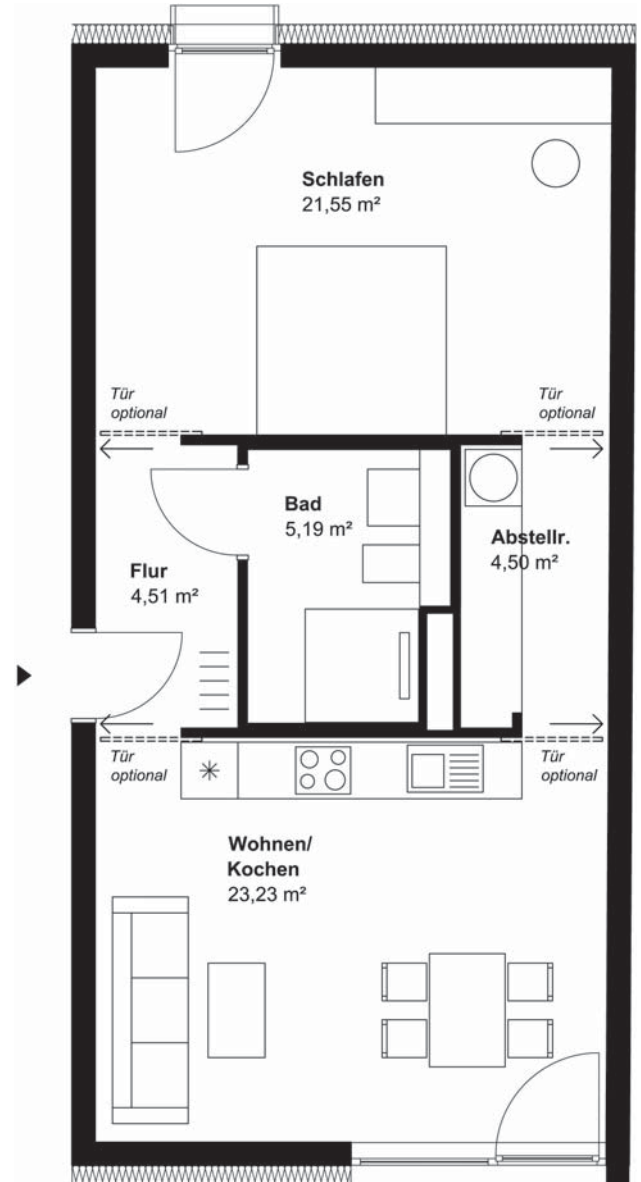 Schlafen
21,55 m²
Tür
optional
Tür
optional
Bad
5,19 m²
Abstellr.
4,50 m²
Flur
4,51 m²
Tür
optional
Tür
optional
Wohnen/
Kochen
23,23 m²